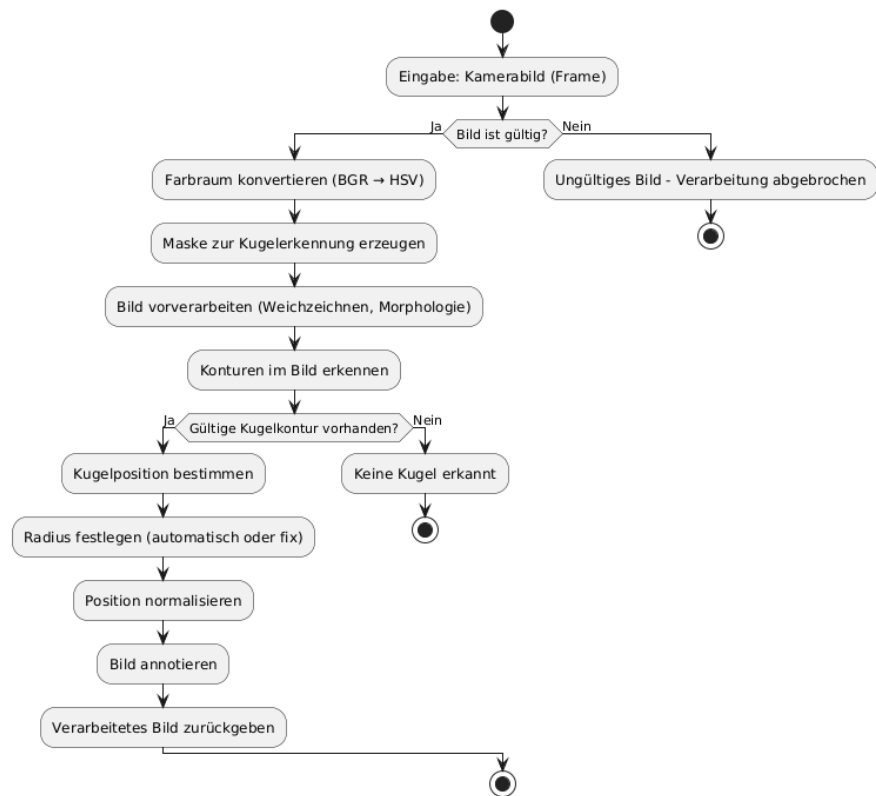 Eingabe: Kamerabild (Frame)
Ja
Bild ist gültig?
Nein
Farbraum konvertieren (BGR → HSV)
Ungültiges Bild - Verarbeitung abgebrochen
Maske zur Kugelerkennung erzeugen
Bild vorverarbeiten (Weichzeichnen, Morphologie)
Konturen im Bild erkennen
Ja
Gültige Kugelkontur vorhanden?
Nein
Kugelposition bestimmen
Keine Kugel erkannt
Radius festlegen (automatisch oder fix)
Position normalisieren
Bild annotieren
Verarbeitetes Bild zurückgeben